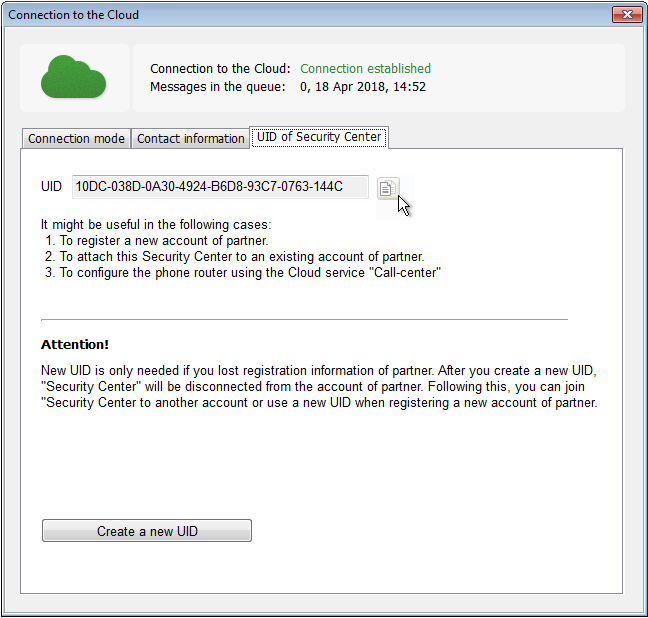 Connection to the Cloud
Connection to the Cloud: Connection established
Messages in the queue: 0, 18 Apr 2018, 14:52
Connection mode Contact information UID of Security Center
UID 10DC-038D-0A30-4924-B6D8-93C7-0763-144C
It might be useful in the following cases:
1. To register a new account of partner.
2. To attach this Security Center to an existing account of partner.
3. To configure the phone router using the Cloud service "Call-center"
Attention!
New UID is only needed if you lost registration information of partner. After you create a new UID,
"Security Center" will be disconnected from the account of partner. Following this, you can join
"Security Center to another account or use a new UID when registering a new account of partner.
Create a new UID